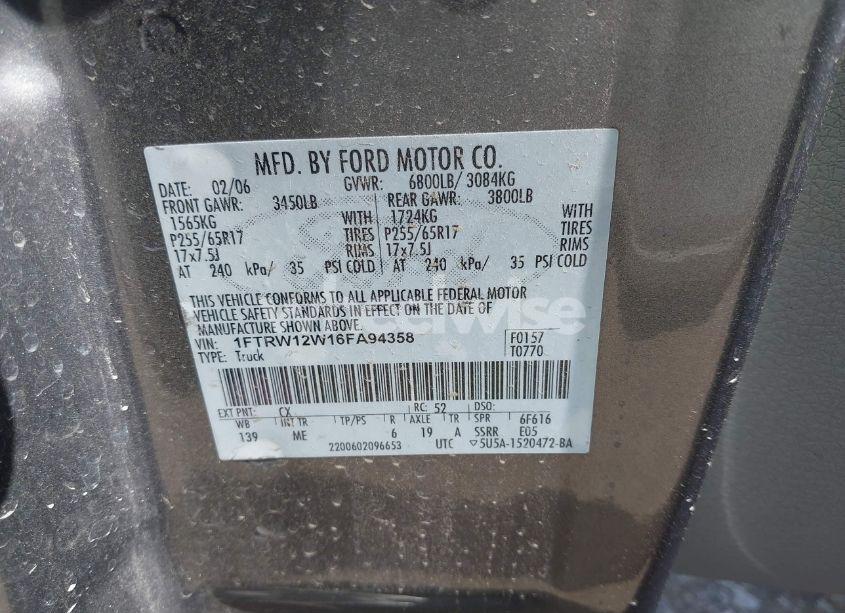 MFD. BY FORD MOTOR CO.
DATE: 02/06 GVWR: 6800LB/ 3084KG
FRONT GAWR: 3450LB REAR GAWR: 3800LB
1565KG WITH 1724KG WITH
P255/65R17 TIRES P255/65R17 TIRES
17x7.5J RIMS 17x7.5J RIMS
AT 240 kPa/ 35 PSI COLD AT 240 kPa/ 35 PSI COLD
THIS VEHICLE CONFORMS TO ALL APPLICABLE FEDERAL MOTOR
VEHICLE SAFETY STANDARDS IN EFFECT ON THE DATE OF
MANUFACTURE SHOWN ABOVE.
VIN: 1FTRW12W16FA94358 F0157
TYPE: Truck T0770
EXT PNT: CX RC: 52 DSO:
WB INT TR TP/PS R AXLE TR SPR 6F616
139 ME 6 19 A SSRR E05
2200602096653 UTC ▽5U5A-1520472-BA